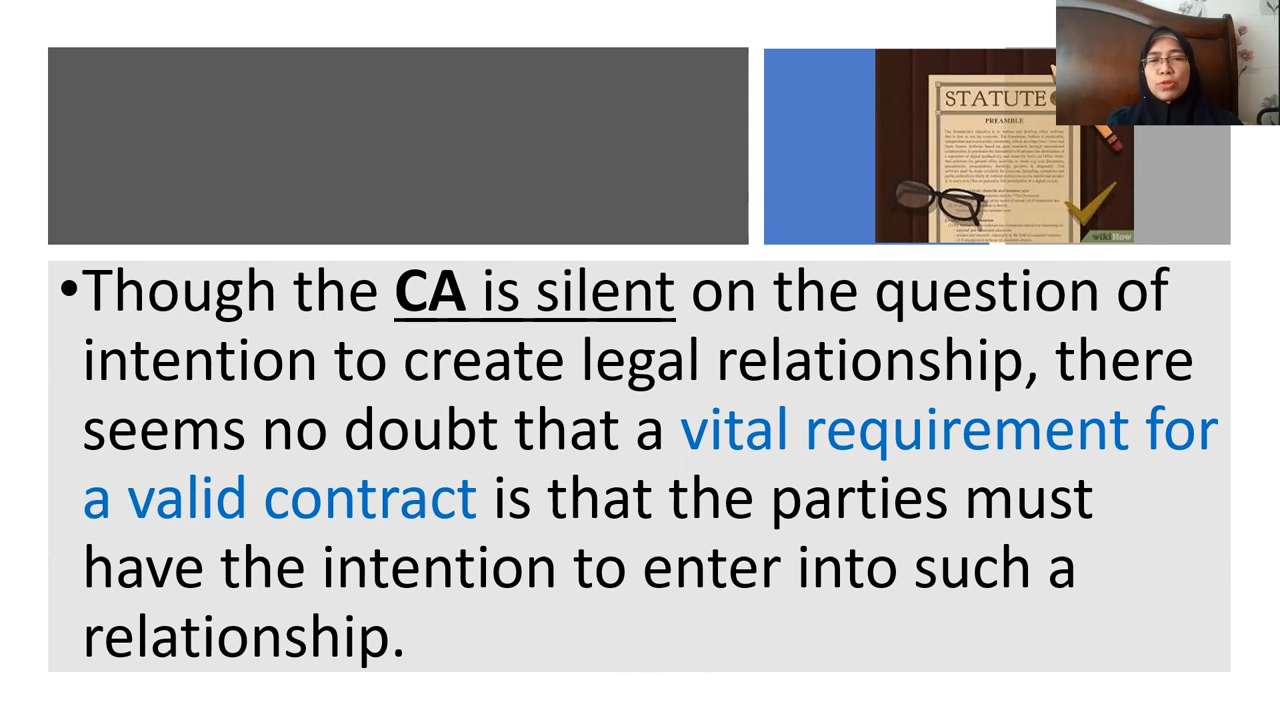 STATUTE
PREAMBLE
wikiHow
•Though the CA is silent on the question of
intention to create legal relationship, there
seems no doubt that a vital requirement for
a valid contract is that the parties must
have the intention to enter into such a
relationship.